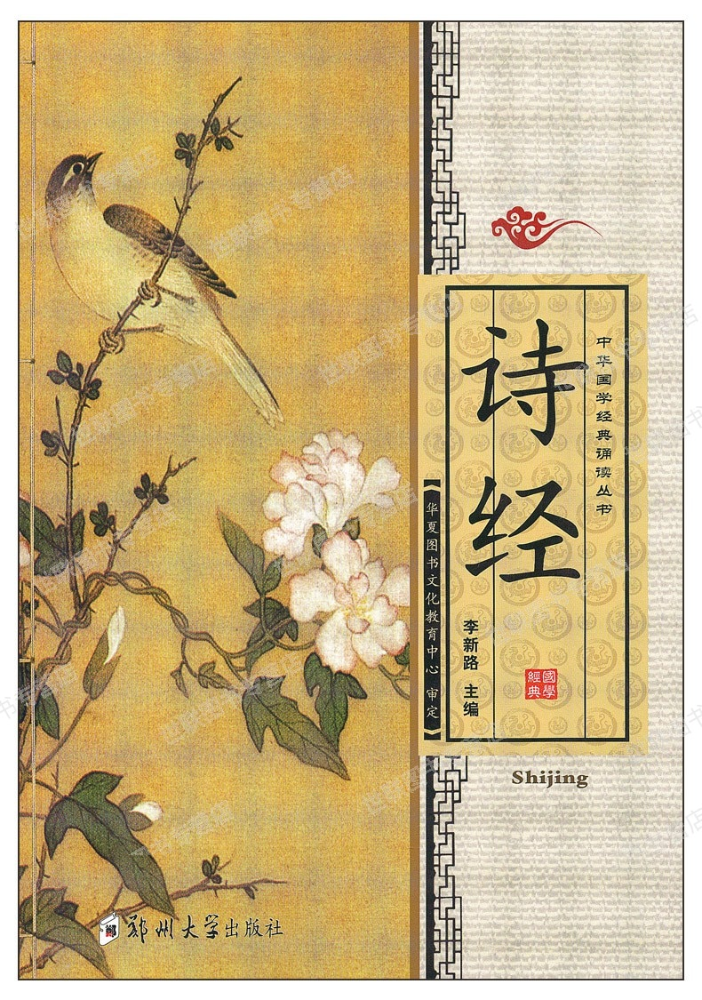 中华国学经典诵读丛书
诗经
李新路 主编
國學
經典
【华夏图书文化教育中心 审定】
Shijing
郑州大学出版社